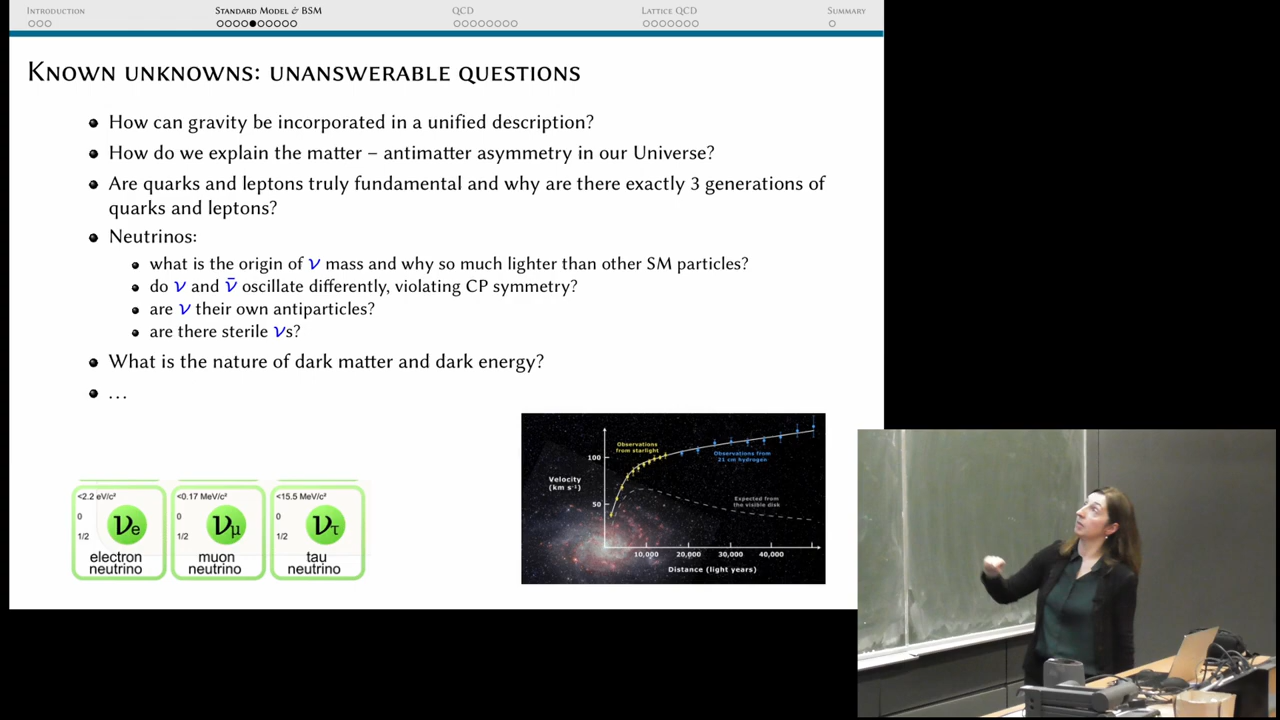 Introduction
Standard Model & BSM
QCD
Lattice QCD
Summary
Known unknowns: unanswerable questions
How can gravity be incorporated in a unified description?
How do we explain the matter – antimatter asymmetry in our Universe?
Are quarks and leptons truly fundamental and why are there exactly 3 generations of
quarks and leptons?
Neutrinos:
what is the origin of ν mass and why so much lighter than other SM particles?
do ν and ν̄ oscillate differently, violating CP symmetry?
are ν their own antiparticles?
are there sterile νs?
What is the nature of dark matter and dark energy?
...
<2.2 eV/c²
0
1/2
νe
electron
neutrino
<0.17 MeV/c²
0
1/2
νμ
muon
neutrino
<15.5 MeV/c²
0
1/2
ντ
tau
neutrino
Observations
from starlight
Observations from
21 cm hydrogen
Velocity
(km s⁻¹)
100
50
Expected from
the visible disk
10,000
20,000
30,000
40,000
Distance (light years)